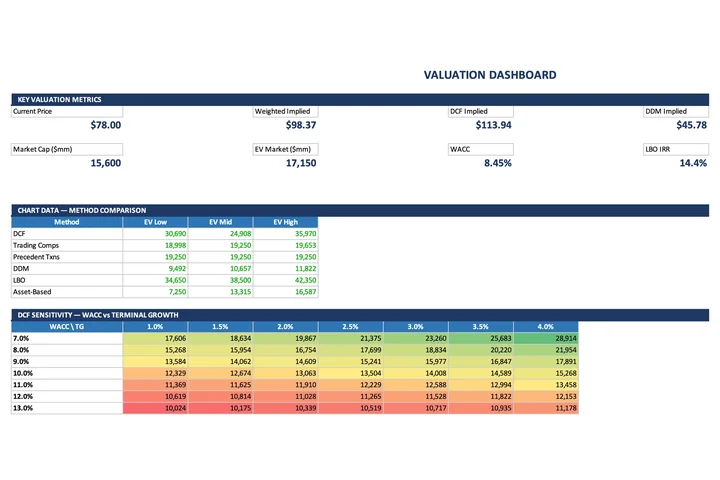 VALUATION DASHBOARD
KEY VALUATION METRICS
Current Price Weighted Implied DCF Implied DDM Implied
$78.00 $98.37 $113.94 $45.78
Market Cap ($mm) EV Market ($mm) WACC LBO IRR
15,600 17,150 8.45% 14.4%
CHART DATA — METHOD COMPARISON
Method EV Low EV Mid EV High
DCF 30,690 24,908 35,970
Trading Comps 18,998 19,250 19,653
Precedent Txns 19,250 19,250 19,250
DDM 9,492 10,657 11,822
LBO 34,650 38,500 42,350
Asset-Based 7,250 13,315 16,587
DCF SENSITIVITY — WACC vs TERMINAL GROWTH
WACC \ TG 1.0% 1.5% 2.0% 2.5% 3.0% 3.5% 4.0%
7.0% 17,606 18,634 19,867 21,375 23,260 25,683 28,914
8.0% 15,268 15,954 16,754 17,699 18,834 20,220 21,954
9.0% 13,584 14,062 14,609 15,241 15,977 16,847 17,891
10.0% 12,329 12,674 13,063 13,504 14,008 14,589 15,268
11.0% 11,369 11,625 11,910 12,229 12,588 12,994 13,458
12.0% 10,619 10,814 11,028 11,265 11,528 11,822 12,153
13.0% 10,024 10,175 10,339 10,519 10,717 10,935 11,178